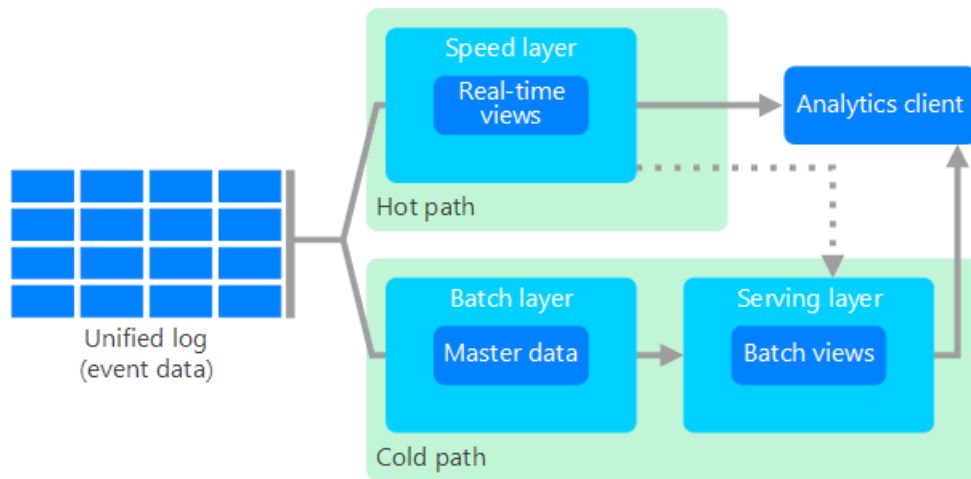 Speed layer
Real-time
views
Analytics client
Hot path
Unified log
(event data)
Batch layer
Master data
Serving layer
Batch views
Cold path